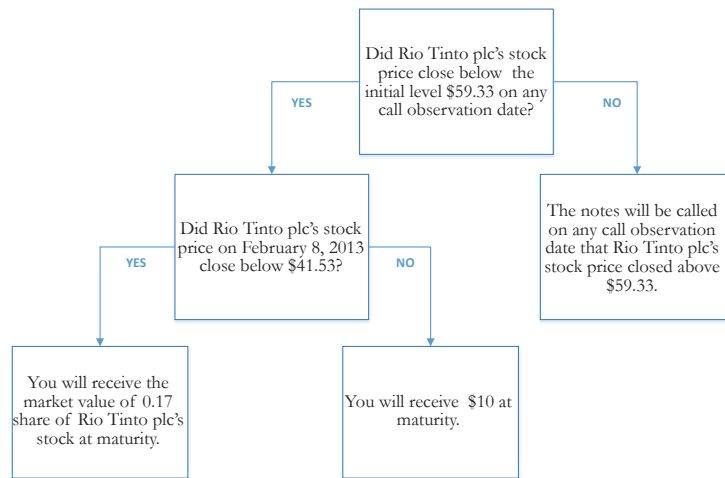 Did Rio Tinto plc's stock
price close below the
initial level $59.33 on any
call observation date?
YES
NO
Did Rio Tinto plc's stock
price on February 8, 2013
close below $41.53?
The notes will be called
on any call observation
date that Rio Tinto plc's
stock price closed above
$59.33.
YES
NO
You will receive the
market value of 0.17
share of Rio Tinto plc's
stock at maturity.
You will receive $10 at
maturity.